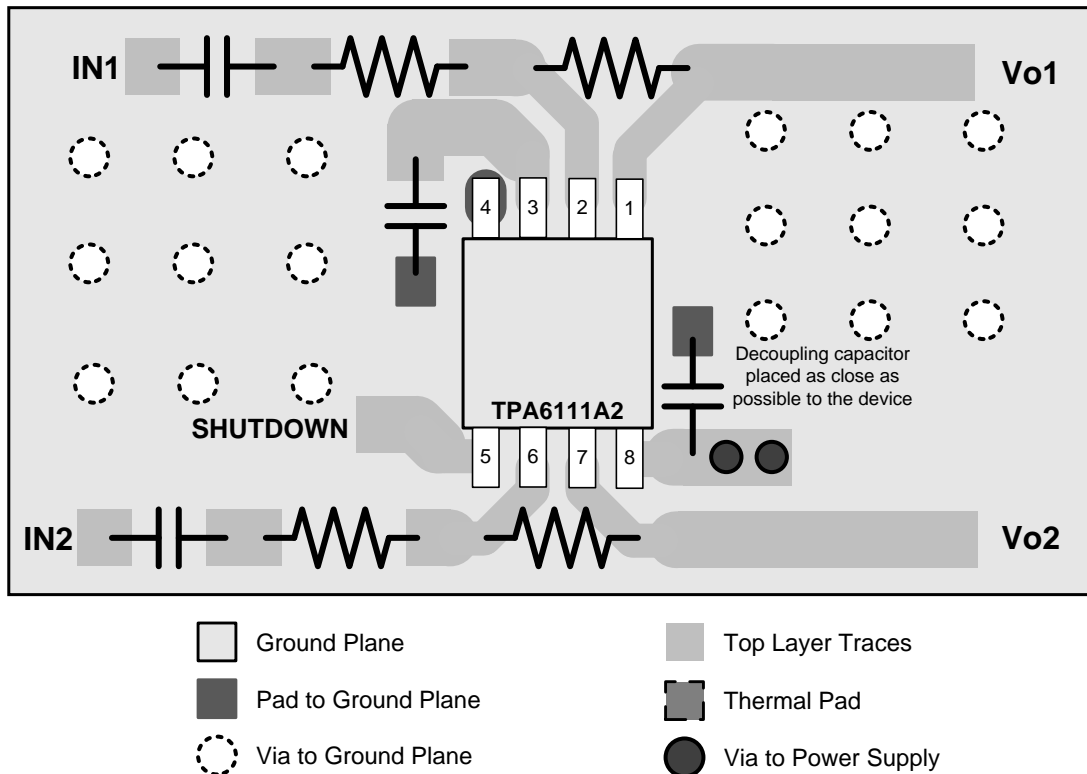 IN1
Vo1
4
3
2
1
Decoupling capacitor
placed as close as
possible to the device
TPA6111A2
SHUTDOWN
5
6
7
8
IN2
Vo2
Ground Plane
Top Layer Traces
Pad to Ground Plane
Thermal Pad
Via to Ground Plane
Via to Power Supply